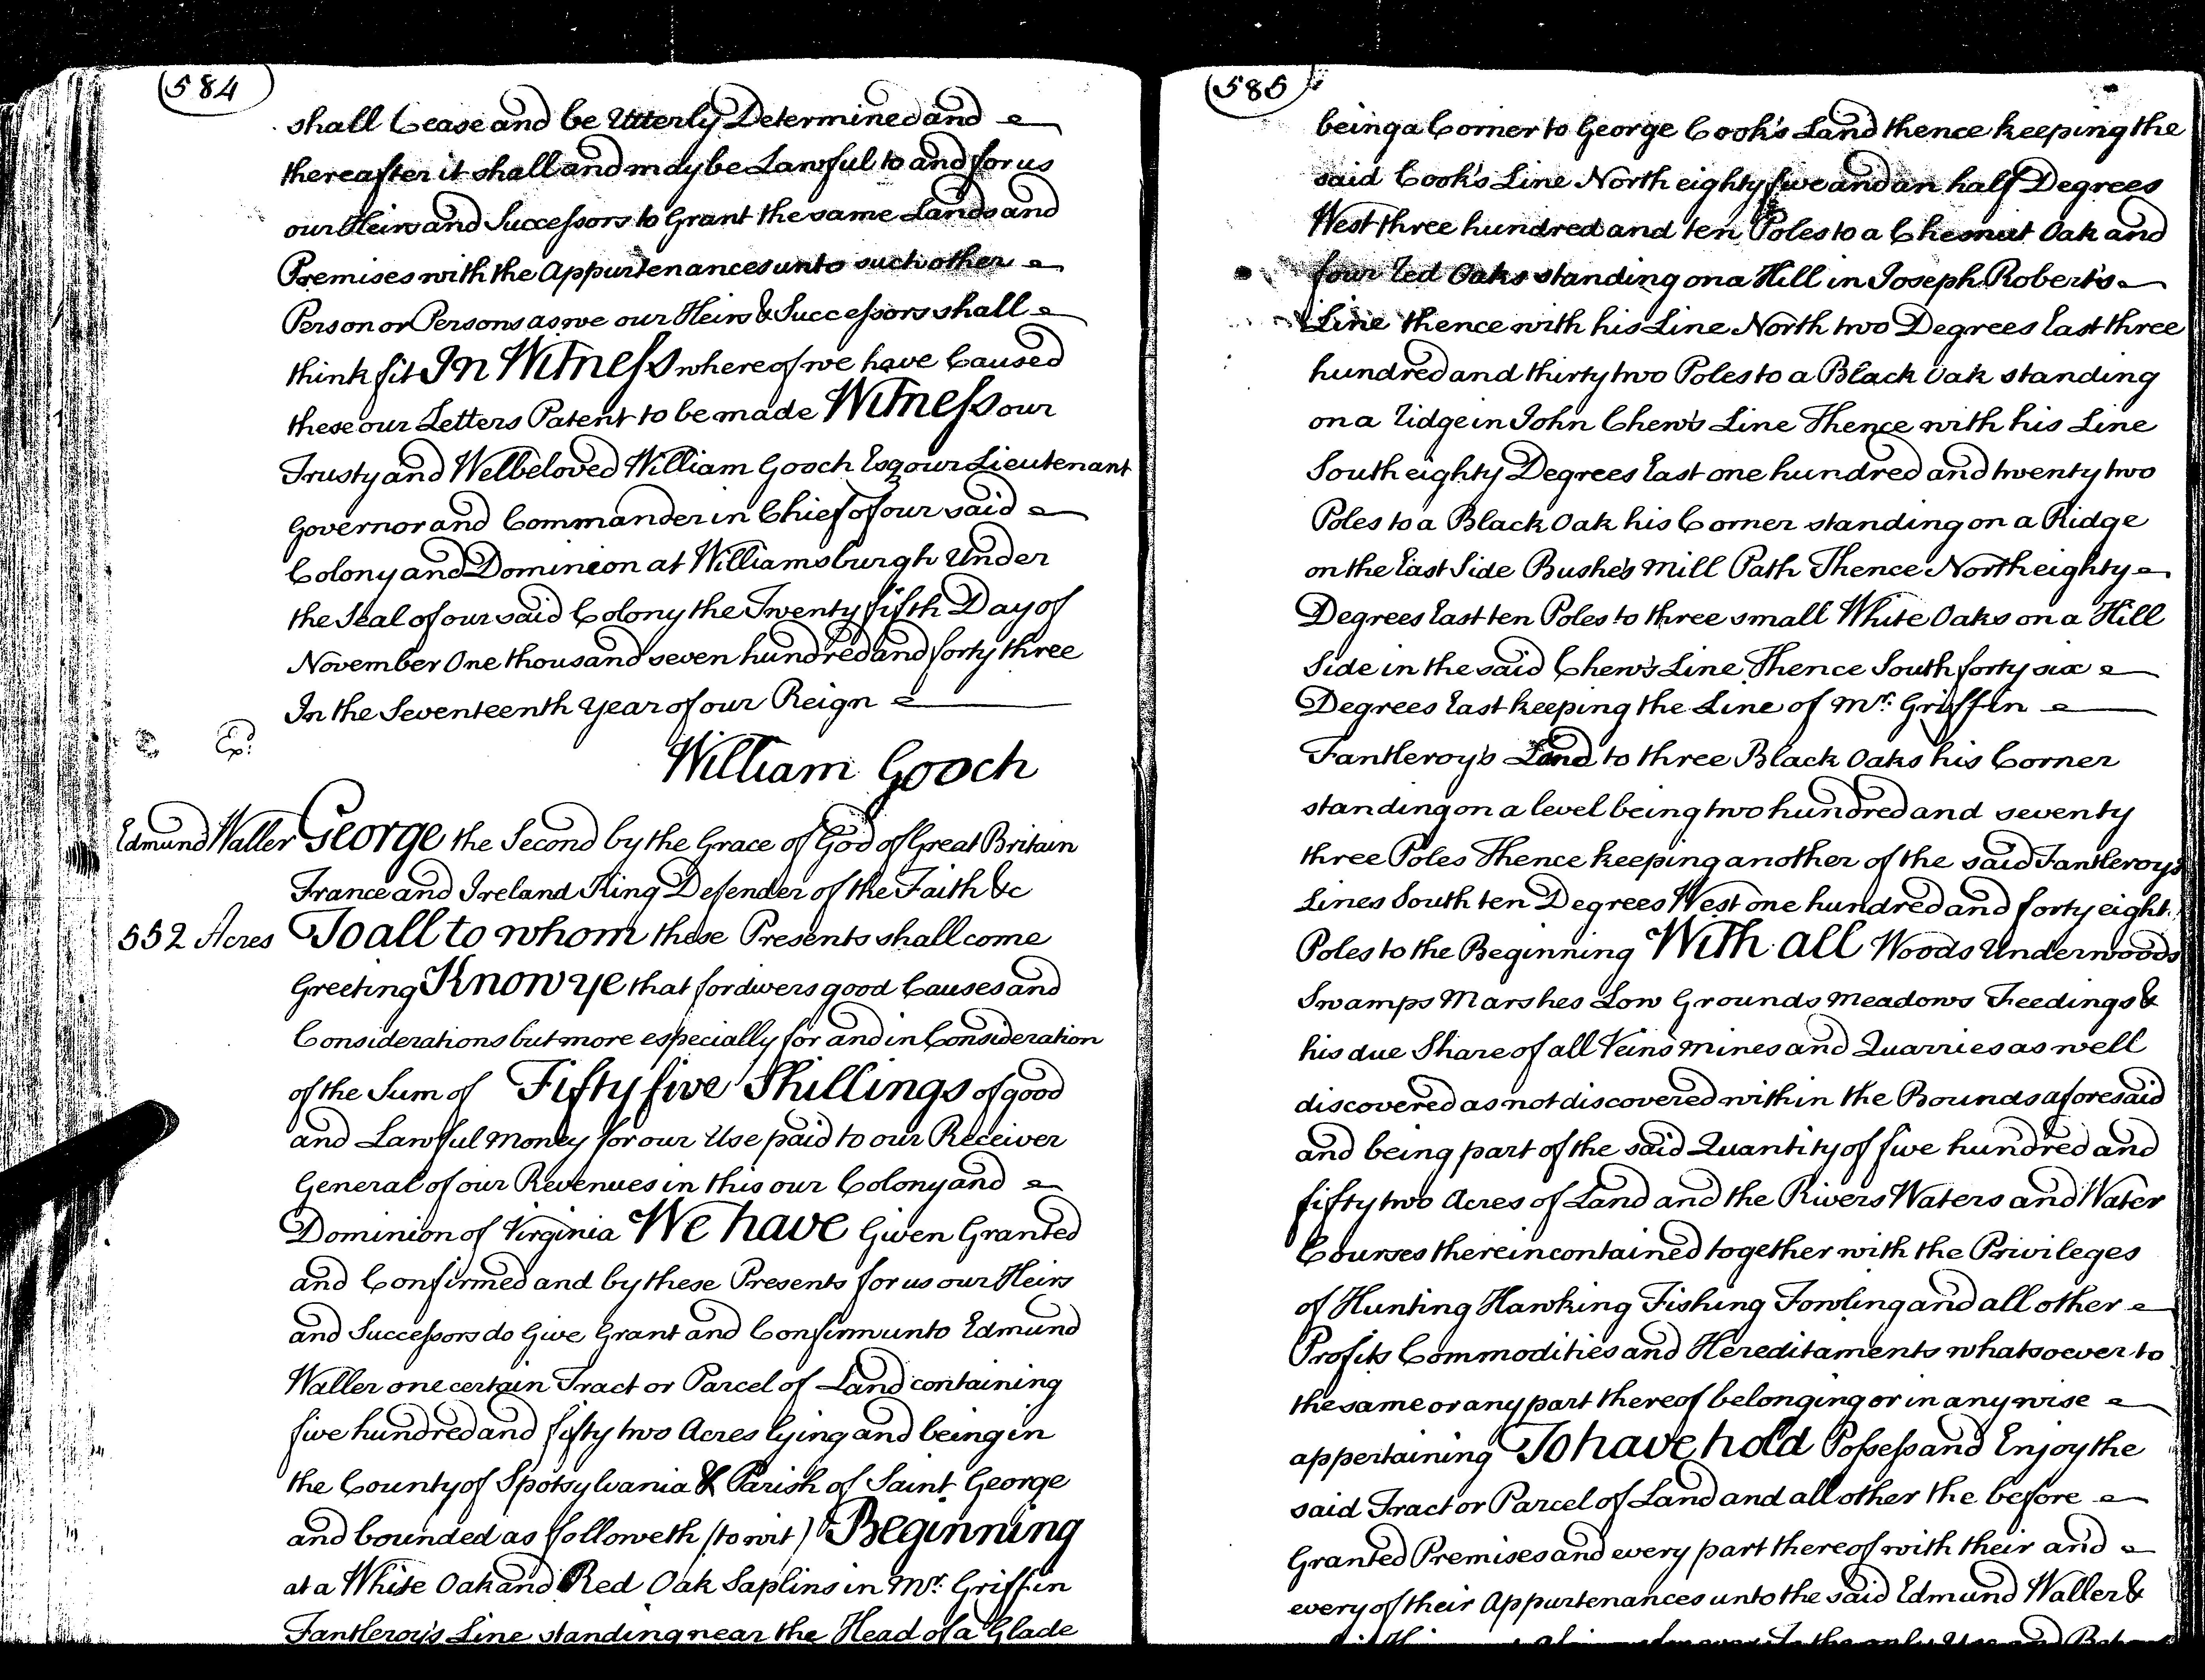 584
shall Cease and be Utterly Determined and
thereafter it shall and may be Lawful to and for us
our Heirs and Successors to Grant the same Lands and
Premises with the Appurtenances unto such other
Person or Persons as we our Heirs & Successors shall
think fit In Witness whereof we have Caused
these our Letters Patent to be made Witness our
Trusty and Welbeloved William Gooch Esq our Lieutenant
Governor and Commander in Chief of our said
Colony and Dominion at Williamsburgh Under
the Seal of our said Colony the Twenty fifth Day of
November One thousand seven hundred and forty three
In the Seventeenth Year of our Reign
Ex:
William Gooch
Edmund Waller George the Second by the Grace of God of Great Britain
France and Ireland King Defender of the Faith &c
552 Acres To all to whom these Presents shall come
Greeting Know ye that for divers good Causes and
Considerations but more especially for and in Consideration
of the Sum of Fifty five Shillings of good
and Lawful Money for our Use paid to our Receiver
General of our Revenues in this our Colony and
Dominion of Virginia We have Given Granted
and Confirmed and by these Presents for us our Heirs
and Successors do Give Grant and Confirm unto Edmund
Waller one certain Tract or Parcel of Land containing
five hundred and fifty two Acres lying and being in
the County of Spotsylvania & Parish of Saint George
and bounded as followeth (to wit) Beginning
at a White Oak and Red Oak Saplins in Mr. Griffin
Fantleroy's Line standing near the Head of a Glade
585
being a Corner to George Cook's Land thence keeping the
said Cook's Line North eighty five and an half Degrees
West three hundred and ten Poles to a Chesnut Oak and
four Red Oaks standing on a Hill in Joseph Robert's
Line thence with his Line North two Degrees East three
hundred and thirty two Poles to a Black Oak standing
on a Ridge in John Chew's Line Thence with his Line
South eighty Degrees East one hundred and twenty two
Poles to a Black Oak his Corner standing on a Ridge
on the East Side Bushe's Mill Path Thence North eighty
Degrees East ten Poles to three small White Oaks on a Hill
Side in the said Chew's Line Thence South forty six
Degrees East keeping the Line of Mr. Griffin
Fantleroy's Land to three Black Oaks his Corner
standing on a level being two hundred and seventy
three Poles Thence keeping another of the said Fantleroys
Lines South ten Degrees West one hundred and forty eight
Poles to the Beginning With all Woods Underwoods
Swamps Marshes Low Grounds Meadows Feedings &
his due Share of all Veins Mines and Quarries as well
discovered as not discovered within the Bounds aforesaid
and being part of the said Quantity of five hundred and
fifty two Acres of Land and the Rivers Waters and Water
Courses therein contained together with the Privileges
of Hunting Hawking Fishing Fowling and all other
Profits Commodities and Hereditaments whatsoever to
the same or any part thereof belonging or in any wise
appertaining To have hold Possess and Enjoy the
said Tract or Parcel of Land and all other the before
Granted Premises and every part thereof with their and
every of their Appurtenances unto the said Edmund Waller &